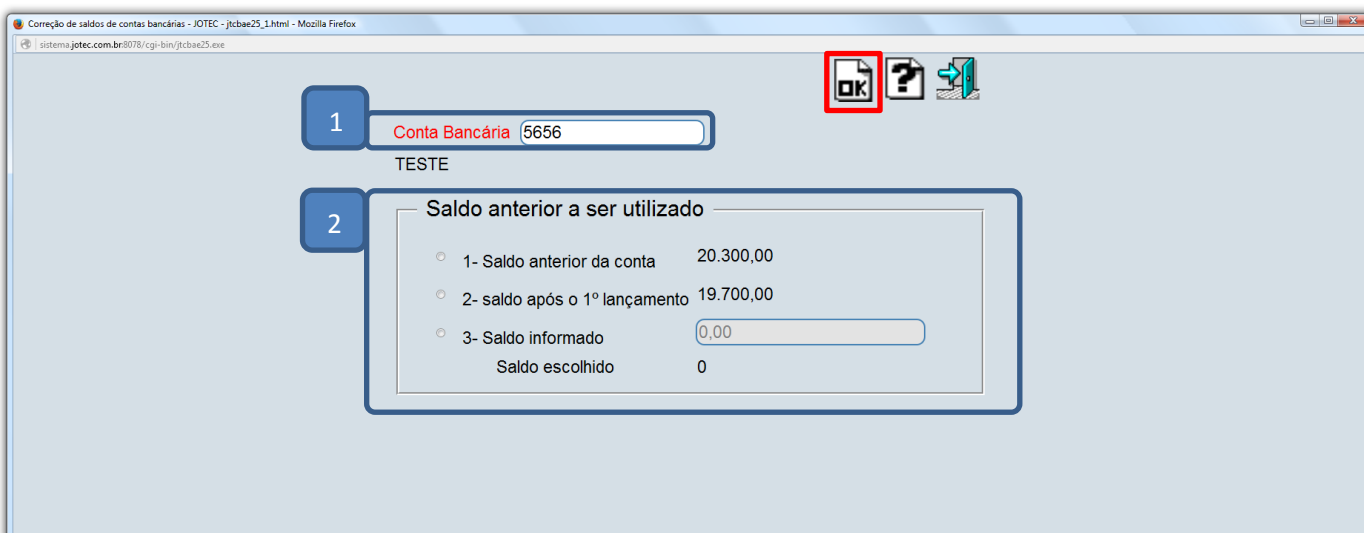 Correção de saldos de contas bancárias - JOTEC - jtcbae25_1.html - Mozilla Firefox
sistema.jotec.com.br:8078/cgi-bin/jtcbae25.exe
OK ?
1
Conta Bancária 5656
TESTE
2
Saldo anterior a ser utilizado
1- Saldo anterior da conta 20.300,00
2- saldo após o 1º lançamento 19.700,00
3- Saldo informado 0,00
Saldo escolhido 0